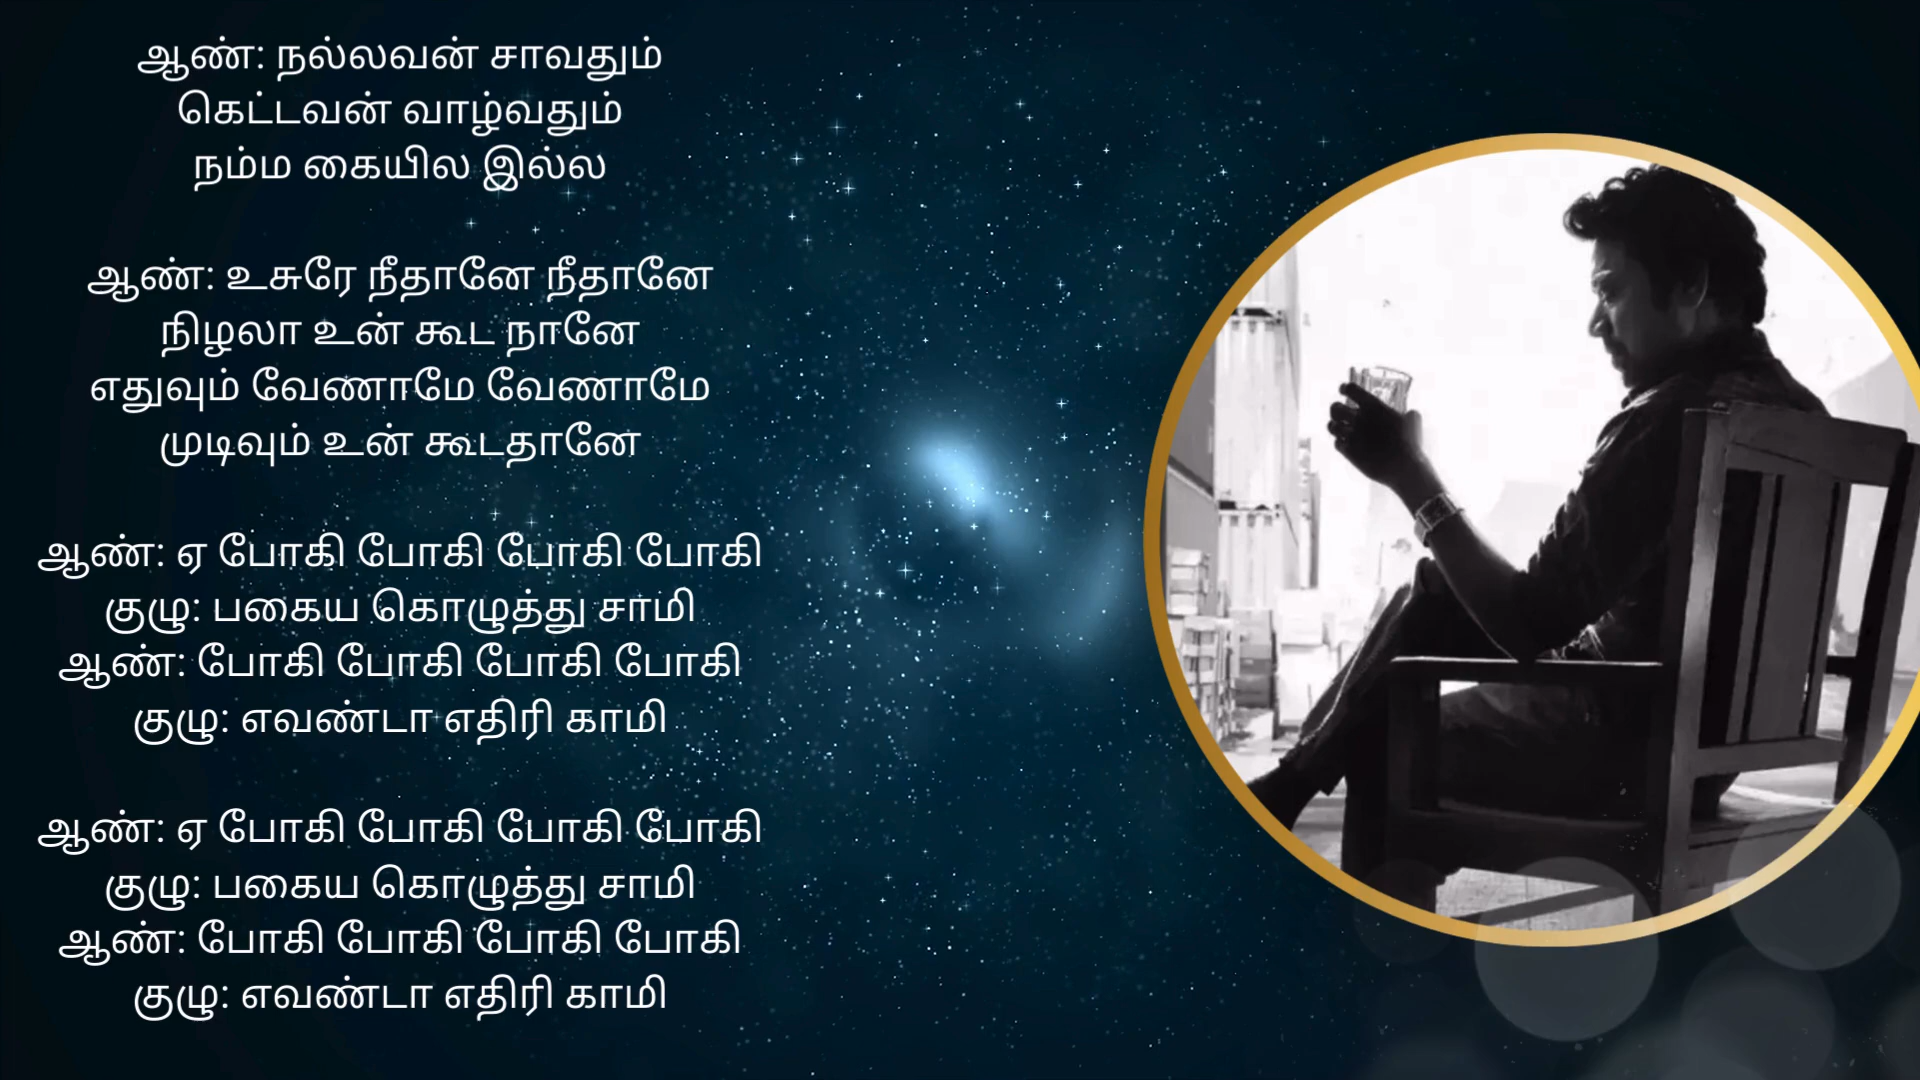 ஆண்: நல்லவன் சாவதும்
கெட்டவன் வாழ்வதும்
நம்ம கையில இல்ல
ஆண்: உசுரே நீதானே நீதானே
நிழலா உன் கூட நானே
எதுவும் வேணாமே வேணாமே
முடிவும் உன் கூடதானே
ஆண்: ஏ போகி போகி போகி போகி
குழு: பகைய கொழுத்து சாமி
ஆண்: போகி போகி போகி போகி
குழு: எவண்டா எதிரி காமி
ஆண்: ஏ போகி போகி போகி போகி
குழு: பகைய கொழுத்து சாமி
ஆண்: போகி போகி போகி போகி
குழு: எவண்டா எதிரி காமி